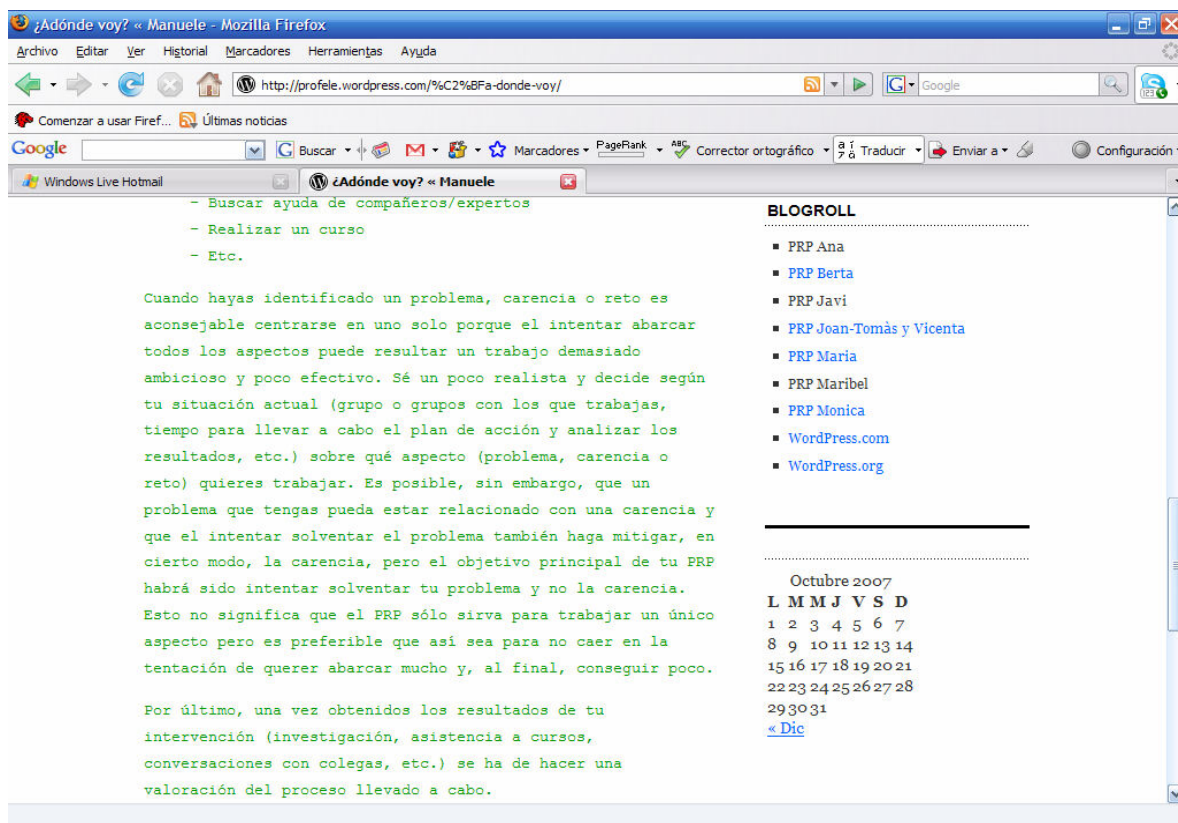 ¿Adónde voy? « Manuele - Mozilla Firefox
Archivo Editar Ver Historial Marcadores Herramientas Ayuda
http://profele.wordpress.com/%C2%BFa-donde-voy/ G Google
Comenzar a usar Firef... Últimas noticias
Google G Buscar Marcadores PageRank ABC Corrector ortográfico Traducir Enviar a Configuración
Windows Live Hotmail ¿Adónde voy? « Manuele
- Buscar ayuda de compañeros/expertos
- Realizar un curso
- Etc.
Cuando hayas identificado un problema, carencia o reto es
aconsejable centrarse en uno solo porque el intentar abarcar
todos los aspectos puede resultar un trabajo demasiado
ambicioso y poco efectivo. Sé un poco realista y decide según
tu situación actual (grupo o grupos con los que trabajas,
tiempo para llevar a cabo el plan de acción y analizar los
resultados, etc.) sobre qué aspecto (problema, carencia o
reto) quieres trabajar. Es posible, sin embargo, que un
problema que tengas pueda estar relacionado con una carencia y
que el intentar solventar el problema también haga mitigar, en
cierto modo, la carencia, pero el objetivo principal de tu PRP
habrá sido intentar solventar tu problema y no la carencia.
Esto no significa que el PRP sólo sirva para trabajar un único
aspecto pero es preferible que así sea para no caer en la
tentación de querer abarcar mucho y, al final, conseguir poco.
Por último, una vez obtenidos los resultados de tu
intervención (investigación, asistencia a cursos,
conversaciones con colegas, etc.) se ha de hacer una
valoración del proceso llevado a cabo.
BLOGROLL
PRP Ana
PRP Berta
PRP Javi
PRP Joan-Tomàs y Vicenta
PRP Maria
PRP Maribel
PRP Monica
WordPress.com
WordPress.org
Octubre 2007
L M M J V S D
1 2 3 4 5 6 7
8 9 10 11 12 13 14
15 16 17 18 19 20 21
22 23 24 25 26 27 28
29 30 31
« Dic